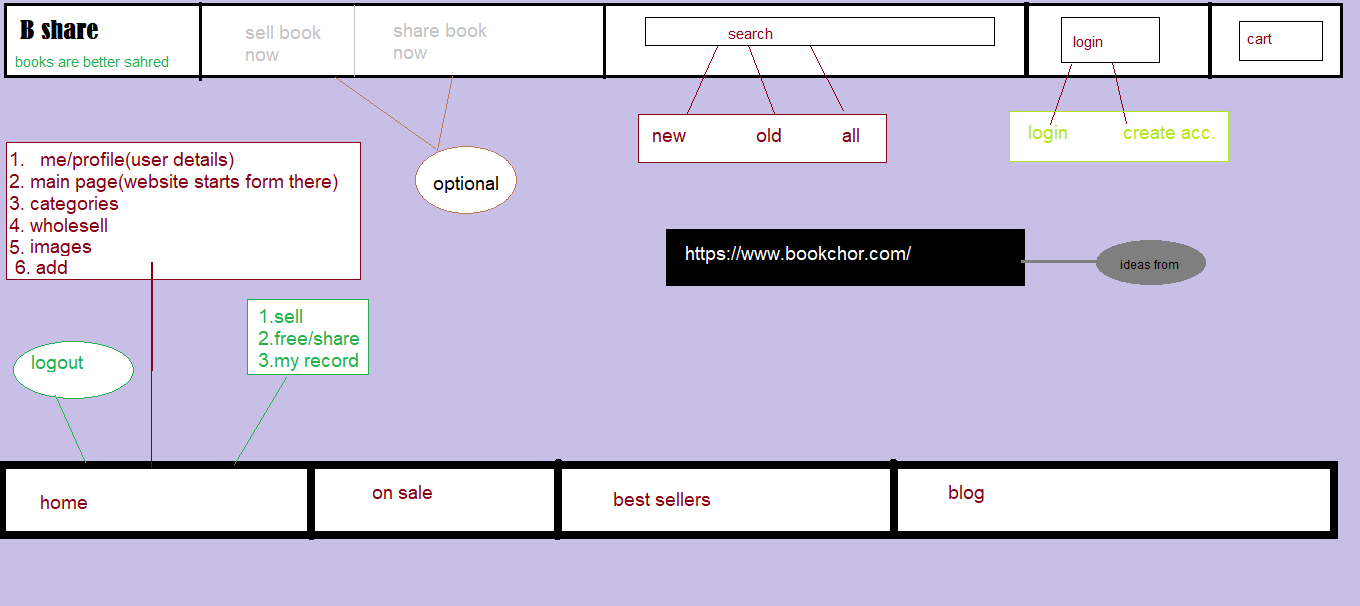 B share
books are better sahred
sell book
now
share book
now
search
login
cart
new old all
login create acc.
optional
1. me/profile(user details)
2. main page(website starts form there)
3. categories
4. wholesell
5. images
6. add
https://www.bookchor.com/
ideas from
1.sell
2.free/share
3.my record
logout
home
on sale
best sellers
blog